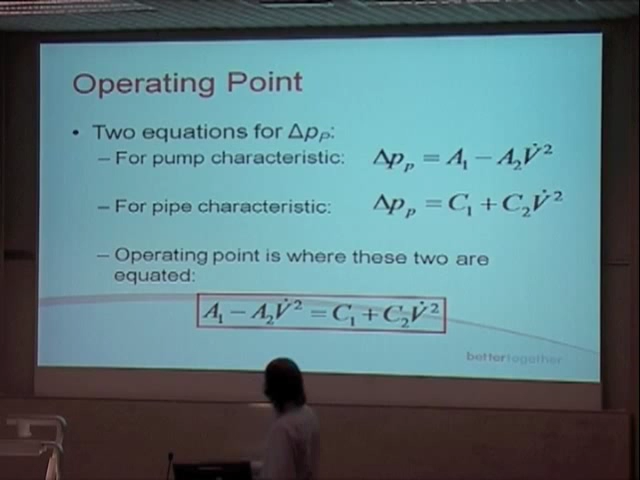 Operating Point
• Two equations for Δp_P:
– For pump characteristic: Δp_p = A₁ − A₂V̇²
– For pipe characteristic: Δp_p = C₁ + C₂V̇²
– Operating point is where these two are
equated:
A₁ − A₂V̇² = C₁ + C₂V̇²
bettertogether